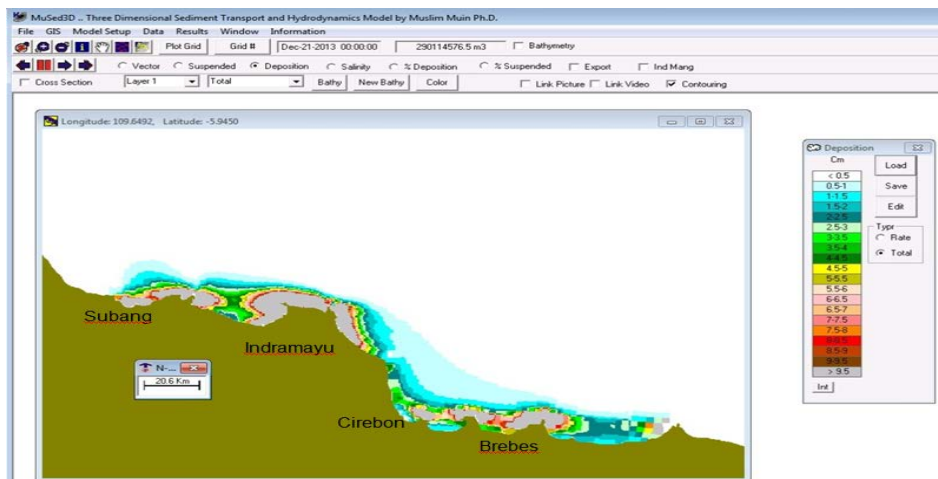 MuSed3D .. Three Dimensional Sediment Transport and Hydrodynamics Model by Muslim Muin Ph.D.
File GIS Model Setup Data Results Window Information
Plot Grid Grid # Dec-21-2013 00:00:00 290114576.5 m3 Bathymetry
Vector Suspended Deposition Salinity % Deposition % Suspended Export Ind Mang
Cross Section Layer 1 Total Bathy New Bathy Color Link Picture Link Video Contouring
Longitude: 109.6492, Latitude: -5.9450
Subang
Indramayu
N-...
20.6 Km
Cirebon
Brebes
Deposition
Cm
Load
Save
Edit
Typr
Rate
Total
< 0.5
0.5-1
1-1.5
1.5-2
2-2.5
2.5-3
3-3.5
3.5-4
4-4.5
4.5-5
5-5.5
5.5-6
6-6.5
6.5-7
7-7.5
7.5-8
8-8.5
8.5-9
9-9.5
> 9.5
Int